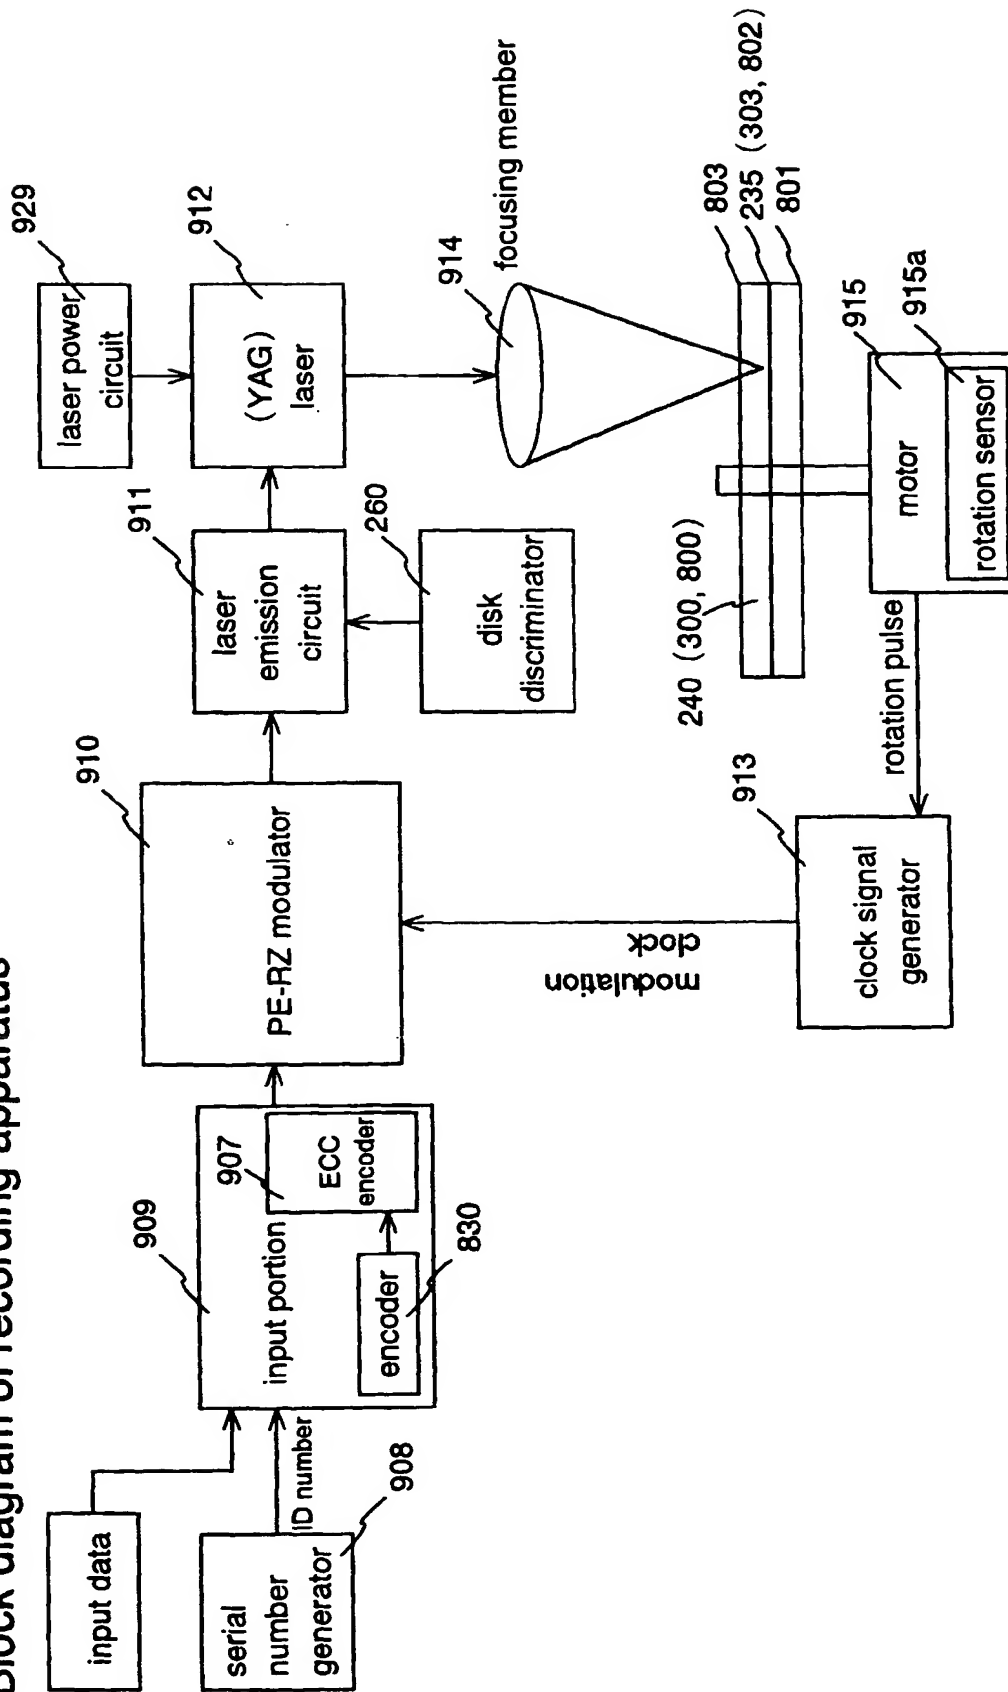 Block diagram of recording apparatus
input data
serial
number
generator
908
ID number
909
input portion
907
ECC
encoder
encoder
830
910
PE-RZ modulator
modulation
clock
911
laser
emission
circuit
260
disk
discriminator
929
laser power
circuit
912
(YAG)
laser
914
focusing member
803
235 (303, 802)
801
240 (300, 800)
915
915a
motor
rotation sensor
rotation pulse
913
clock signal
generator